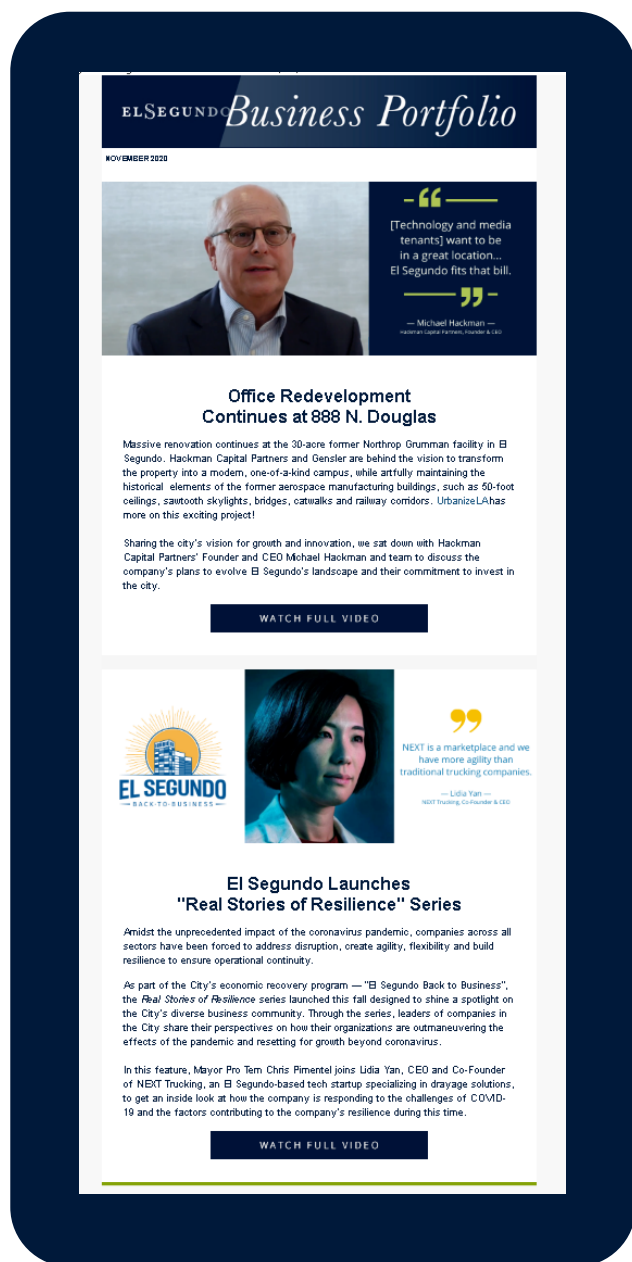 ELSEGUNDO Business Portfolio
NOVEMBER 2020
[Technology and media
tenants] want to be
in a great location...
El Segundo fits that bill.
— Michael Hackman —
Hackman Capital Partners, Founder & CEO
Office Redevelopment
Continues at 888 N. Douglas
Massive renovation continues at the 30-acre former Northrop Grumman facility in El
Segundo. Hackman Capital Partners and Gensler are behind the vision to transform
the property into a modern, one-of-a-kind campus, while artfully maintaining the
historical elements of the former aerospace manufacturing buildings, such as 50-foot
ceilings, sawtooth skylights, bridges, catwalks and railway corridors. UrbanizeLA has
more on this exciting project!
Sharing the city's vision for growth and innovation, we sat down with Hackman
Capital Partners' Founder and CEO Michael Hackman and team to discuss the
company's plans to evolve El Segundo's landscape and their commitment to invest in
the city.
WATCH FULL VIDEO
EL SEGUNDO
BACK-TO-BUSINESS
NEXT is a marketplace and we
have more agility than
traditional trucking companies.
— Lidia Yan —
NEXT Trucking, Co-Founder & CEO
El Segundo Launches
"Real Stories of Resilience" Series
Amidst the unprecedented impact of the coronavirus pandemic, companies across all
sectors have been forced to address disruption, create agility, flexibility and build
resilience to ensure operational continuity.
As part of the City's economic recovery program — "El Segundo Back to Business",
the Real Stories of Resilience series launched this fall designed to shine a spotlight on
the City's diverse business community. Through the series, leaders of companies in
the City share their perspectives on how their organizations are outmaneuvering the
effects of the pandemic and resetting for growth beyond coronavirus.
In this feature, Mayor Pro Tem Chris Pimentel joins Lidia Yan, CEO and Co-Founder
of NEXT Trucking, an El Segundo-based tech startup specializing in drayage solutions,
to get an inside look at how the company is responding to the challenges of COVID-
19 and the factors contributing to the company's resilience during this time.
WATCH FULL VIDEO